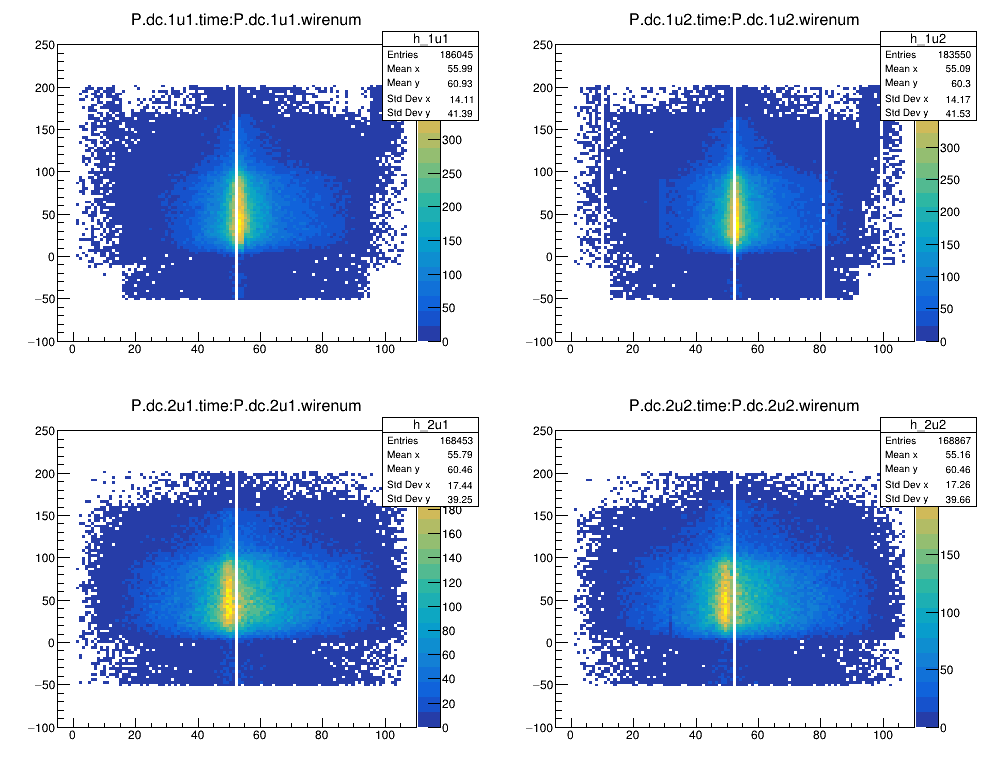 P.dc.1u1.time:P.dc.1u1.wirenum
h_1u1
Entries 186045
Mean x 55.99
Mean y 60.93
Std Dev x 14.11
Std Dev y 41.39
250
200
150
100
50
0
−50
−100
0 20 40 60 80 100
300
250
200
150
100
50
0
P.dc.1u2.time:P.dc.1u2.wirenum
h_1u2
Entries 183550
Mean x 55.09
Mean y 60.3
Std Dev x 14.17
Std Dev y 41.53
250
200
150
100
50
0
−50
−100
0 20 40 60 80 100
300
250
200
150
100
50
0
P.dc.2u1.time:P.dc.2u1.wirenum
h_2u1
Entries 168453
Mean x 55.79
Mean y 60.46
Std Dev x 17.44
Std Dev y 39.25
250
200
150
100
50
0
−50
−100
0 20 40 60 80 100
180
160
140
120
100
80
60
40
20
0
P.dc.2u2.time:P.dc.2u2.wirenum
h_2u2
Entries 168867
Mean x 55.16
Mean y 60.46
Std Dev x 17.26
Std Dev y 39.66
250
200
150
100
50
0
−50
−100
0 20 40 60 80 100
150
100
50
0